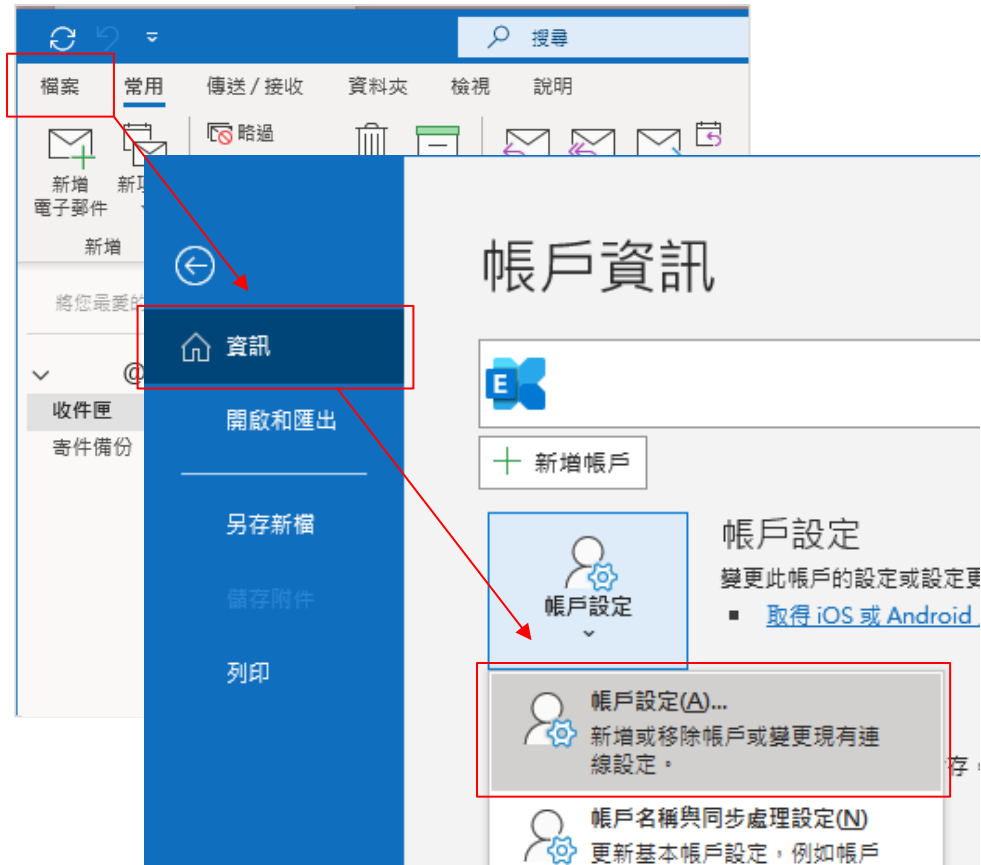 搜尋
檔案 常用 傳送 / 接收 資料夾 檢視 說明
略過
新增
電子郵件
新增
將您最愛的
@
收件匣
寄件備份
資訊
開啟和匯出
另存新檔
儲存附件
列印
帳戶資訊
E
新增帳戶
帳戶設定
帳戶設定
變更此帳戶的設定或設定更
取得 iOS 或 Android
帳戶設定(A)...
新增或移除帳戶或變更現有連
線設定。
存，
帳戶名稱與同步處理設定(N)
更新基本帳戶設定，例如帳戶